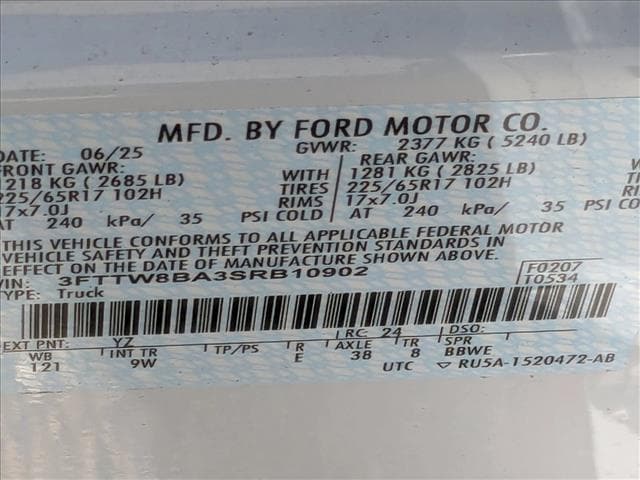 MFD. BY FORD MOTOR CO.
DATE: 06/25 GVWR: 2377 KG ( 5240 LB)
FRONT GAWR: REAR GAWR:
1218 KG ( 2685 LB) WITH 1281 KG ( 2825 LB) WITH
225/65R17 102H TIRES 225/65R17 102H TIRES
17x7.0J RIMS 17x7.0J RIMS
AT 240 kPa/ 35 PSI COLD AT 240 kPa/ 35 PSI COLD
THIS VEHICLE CONFORMS TO ALL APPLICABLE FEDERAL MOTOR
VEHICLE SAFETY AND THEFT PREVENTION STANDARDS IN
EFFECT ON THE DATE OF MANUFACTURE SHOWN ABOVE.
VIN: 3FTTW8BA3SRB10902 F0207
TYPE: Truck T0534
EXT PNT: YZ RC: 24 DSO:
WB INT TR TP/PS R AXLE TR SPR
121 9W E 38 8 BBWE
UTC ▽ RU5A-1520472-AB